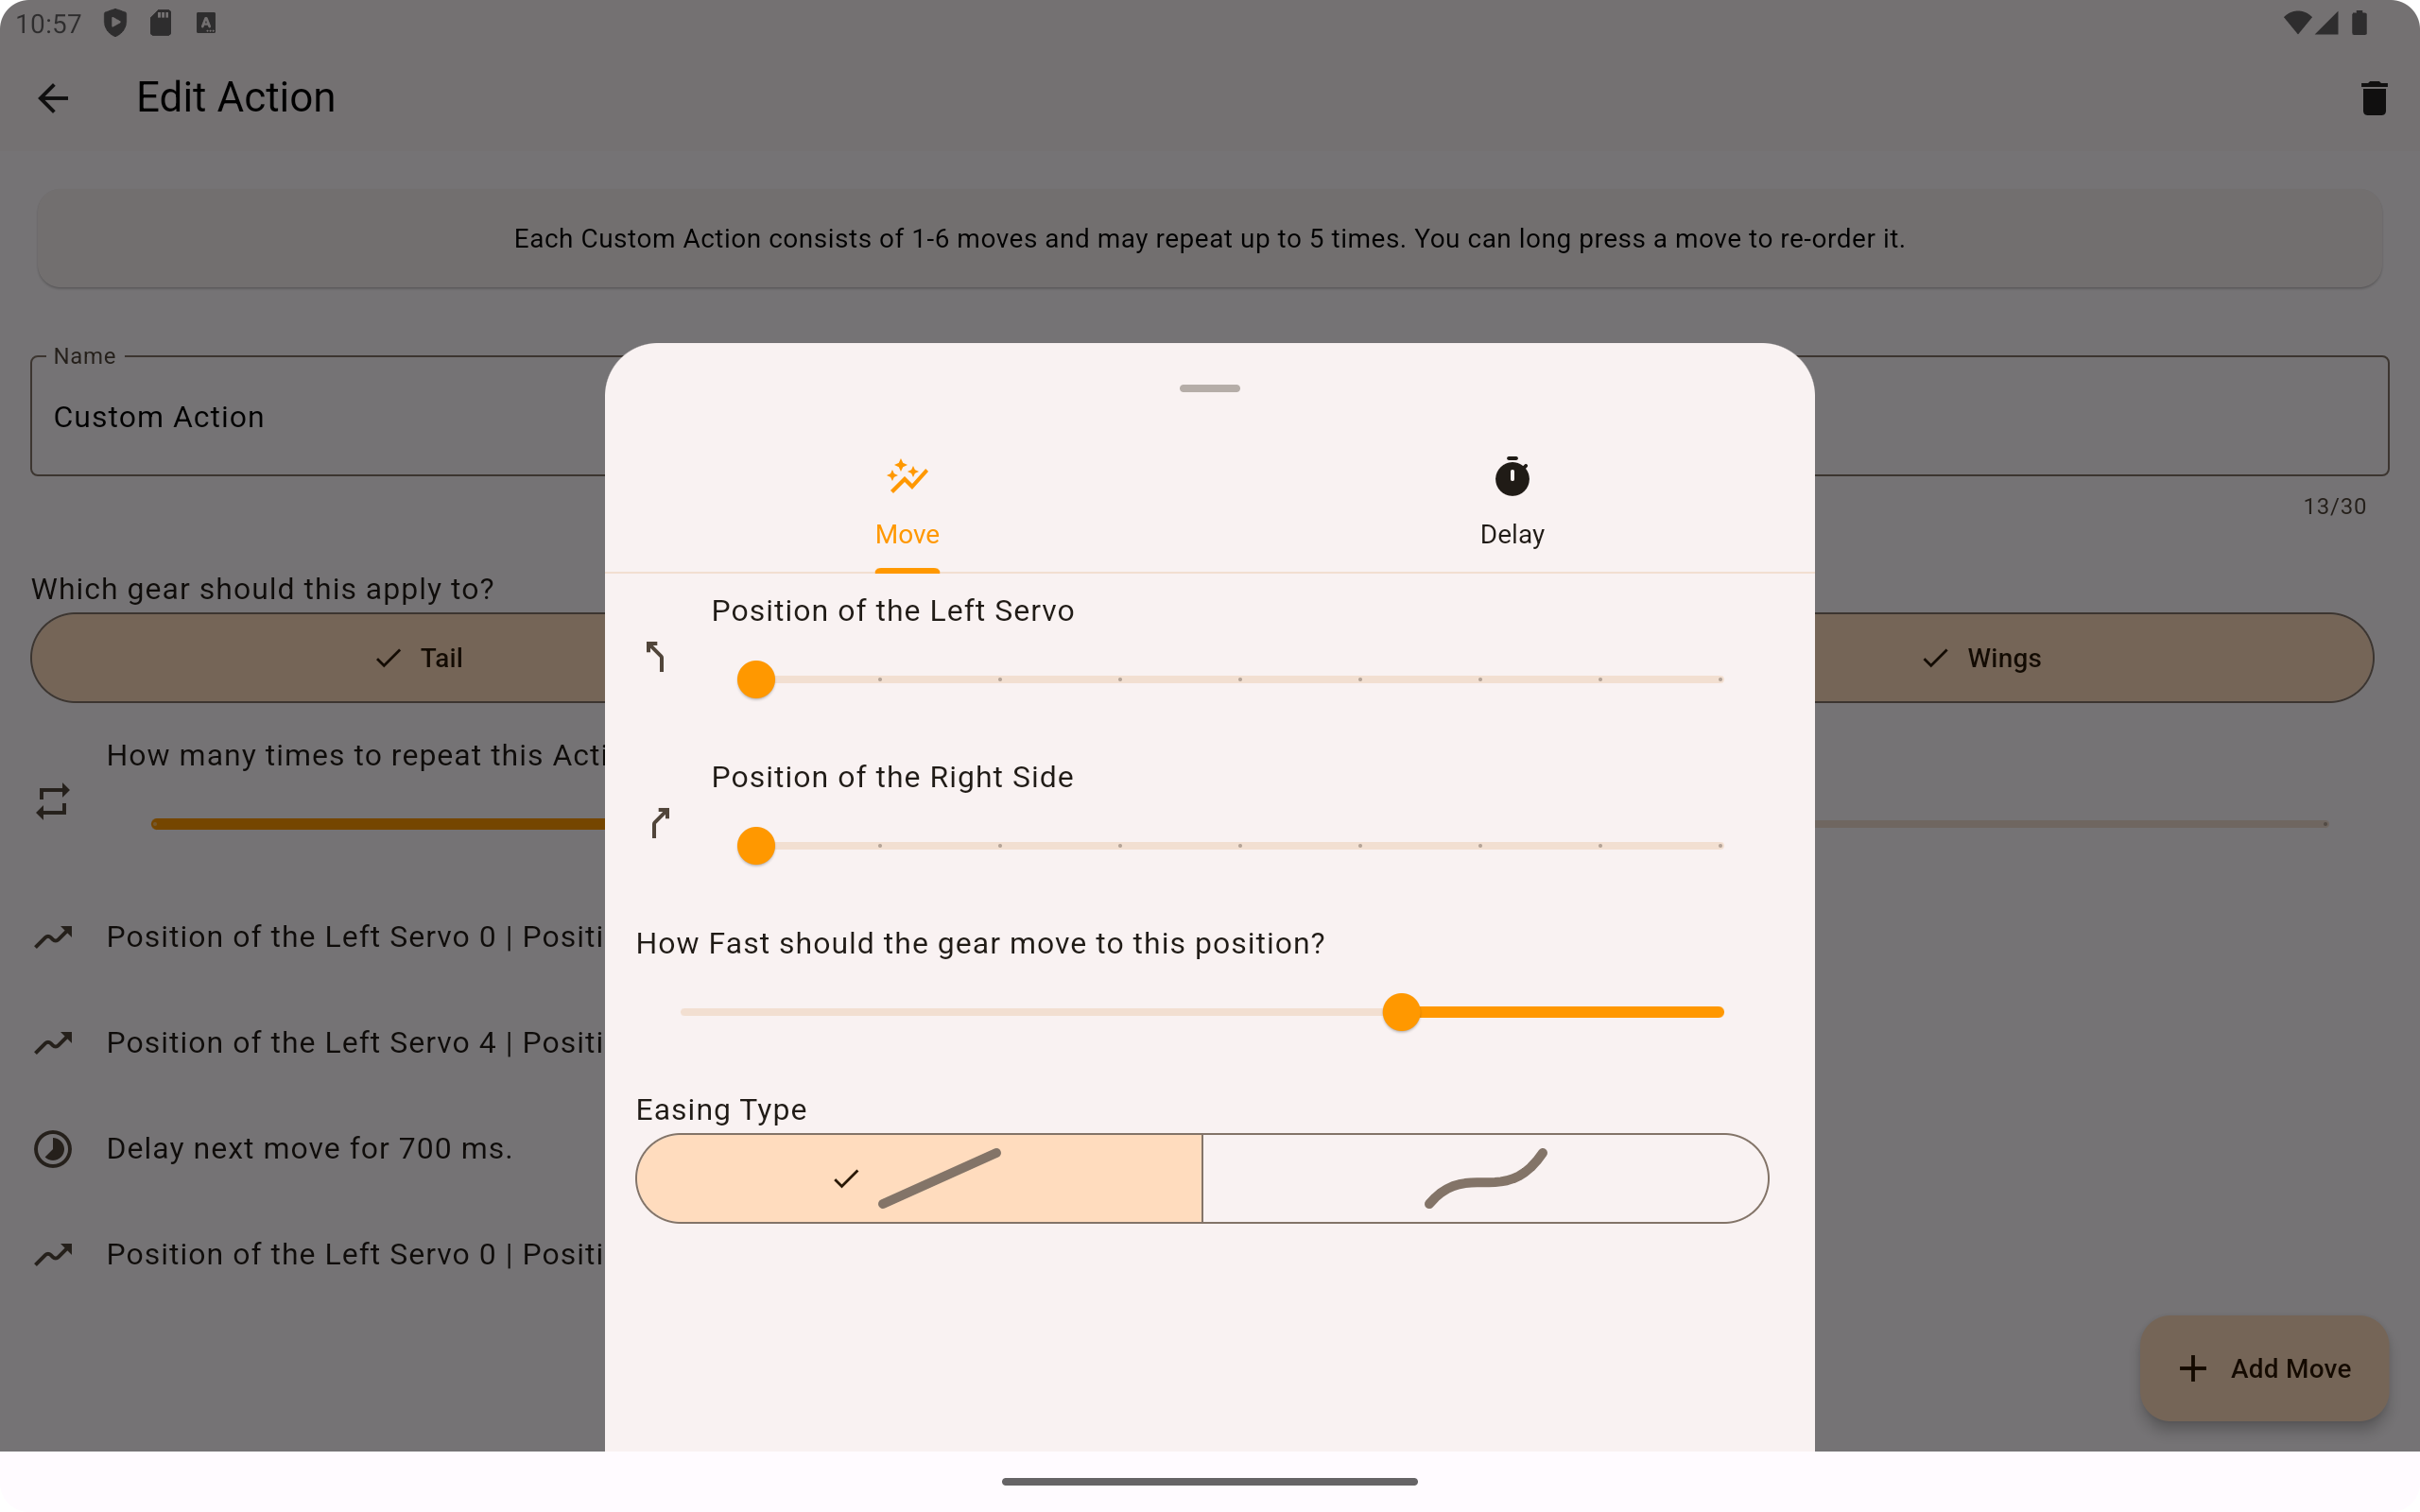 10:57
Edit Action
Each Custom Action consists of 1-6 moves and may repeat up to 5 times. You can long press a move to re-order it.
Name
Custom Action
13/30
Which gear should this apply to?
Tail
Wings
How many times to repeat this Acti
Position of the Left Servo 0 | Positi
Position of the Left Servo 4 | Positi
Delay next move for 700 ms.
Position of the Left Servo 0 | Positi
Add Move
Move
Delay
Position of the Left Servo
Position of the Right Side
How Fast should the gear move to this position?
Easing Type